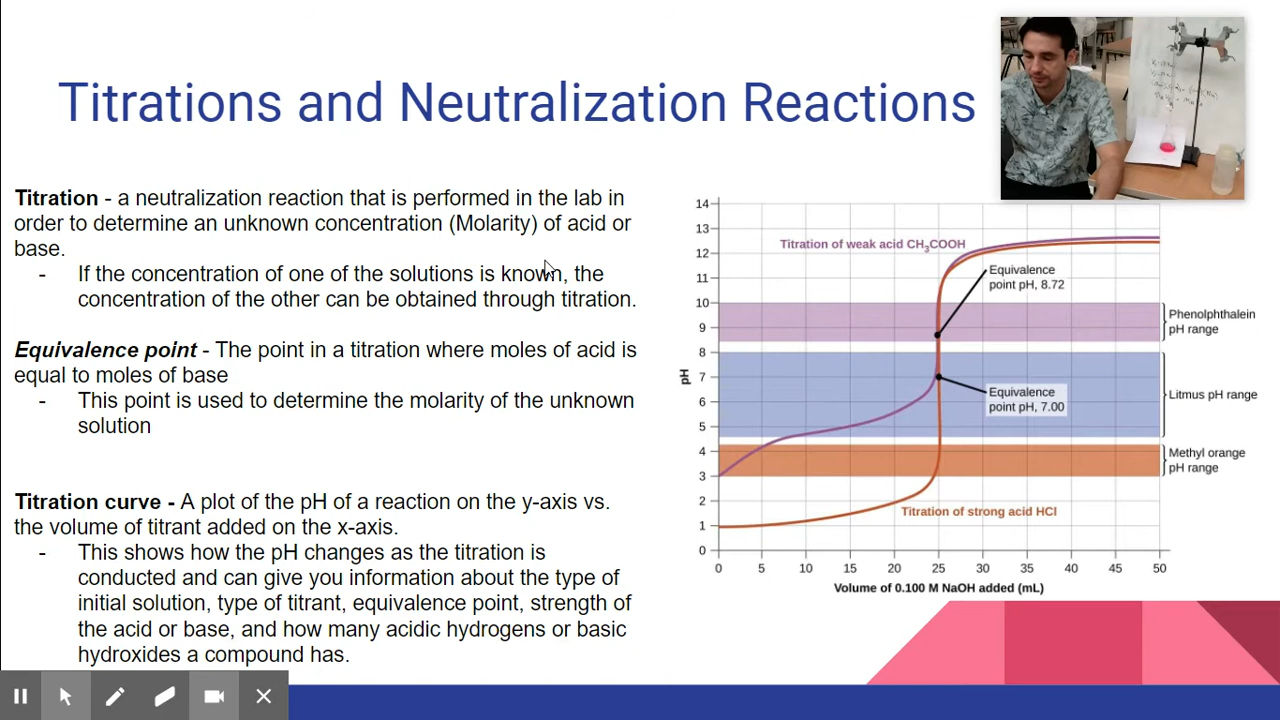 Titrations and Neutralization Reactions
Titration - a neutralization reaction that is performed in the lab in
order to determine an unknown concentration (Molarity) of acid or
base.
- If the concentration of one of the solutions is known, the
concentration of the other can be obtained through titration.
Equivalence point - The point in a titration where moles of acid is
equal to moles of base
- This point is used to determine the molarity of the unknown
solution
Titration curve - A plot of the pH of a reaction on the y-axis vs.
the volume of titrant added on the x-axis.
- This shows how the pH changes as the titration is
conducted and can give you information about the type of
initial solution, type of titrant, equivalence point, strength of
the acid or base, and how many acidic hydrogens or basic
hydroxides a compound has.
14
13
12
11
10
9
8
7
6
5
4
3
2
1
0
pH
Titration of weak acid CH₃COOH
Equivalence
point pH, 8.72
Equivalence
point pH, 7.00
Titration of strong acid HCl
Phenolphthalein
pH range
Litmus pH range
Methyl orange
pH range
0 5 10 15 20 25 30 35 40 45 50
Volume of 0.100 M NaOH added (mL)